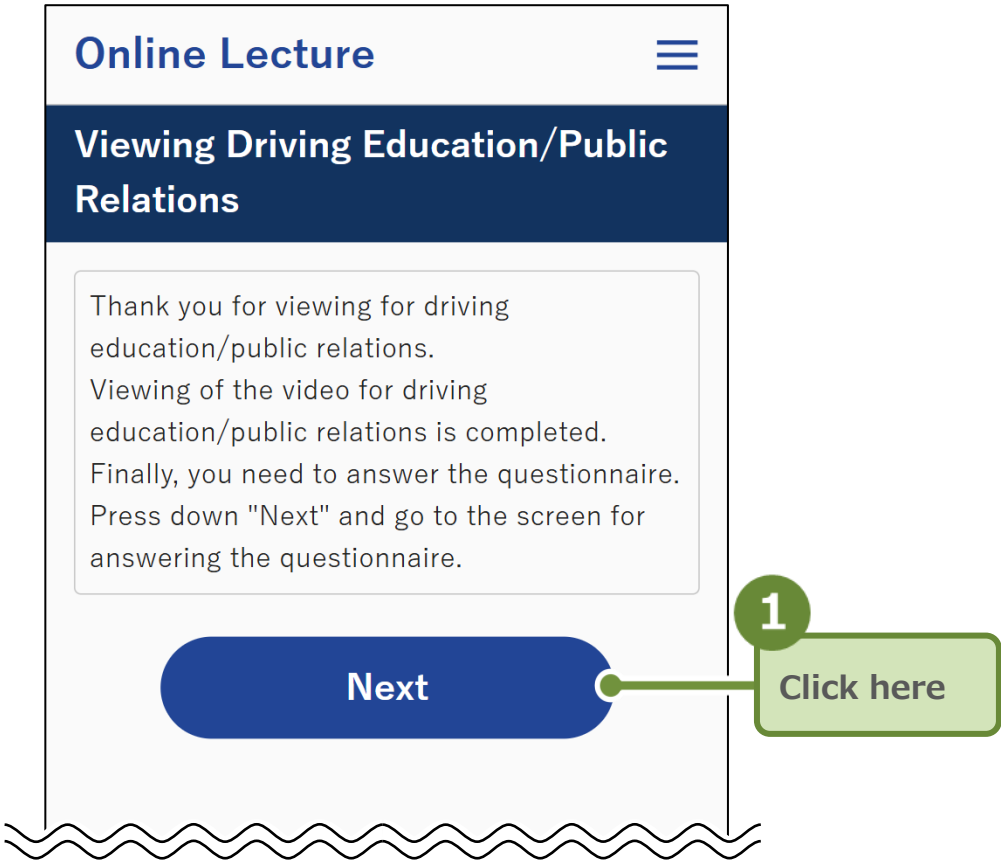 Online Lecture
Viewing Driving Education/Public
Relations
Thank you for viewing for driving
education/public relations.
Viewing of the video for driving
education/public relations is completed.
Finally, you need to answer the questionnaire.
Press down "Next" and go to the screen for
answering the questionnaire.
1
Next
Click here